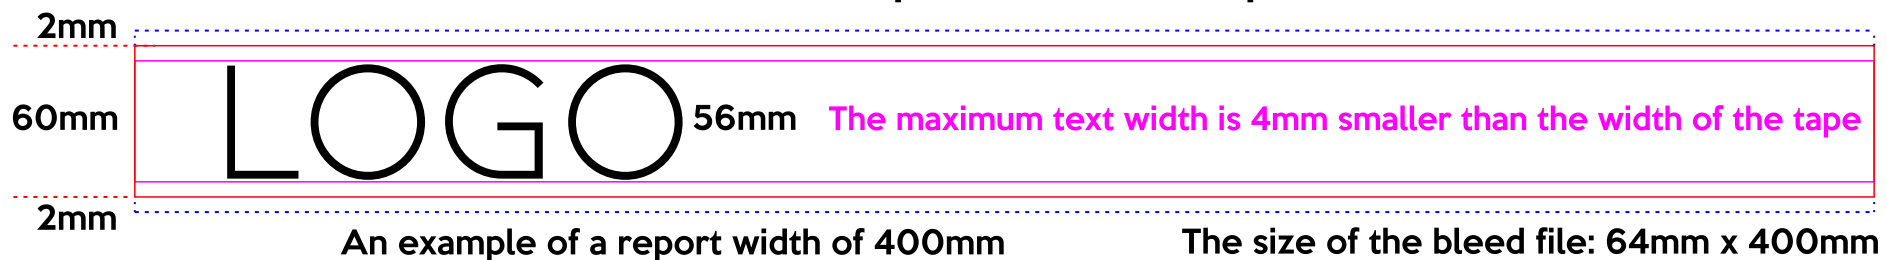 2mm
60mm
LOGO
56mm
The maximum text width is 4mm smaller than the width of the tape
2mm
An example of a report width of 400mm
The size of the bleed file: 64mm x 400mm